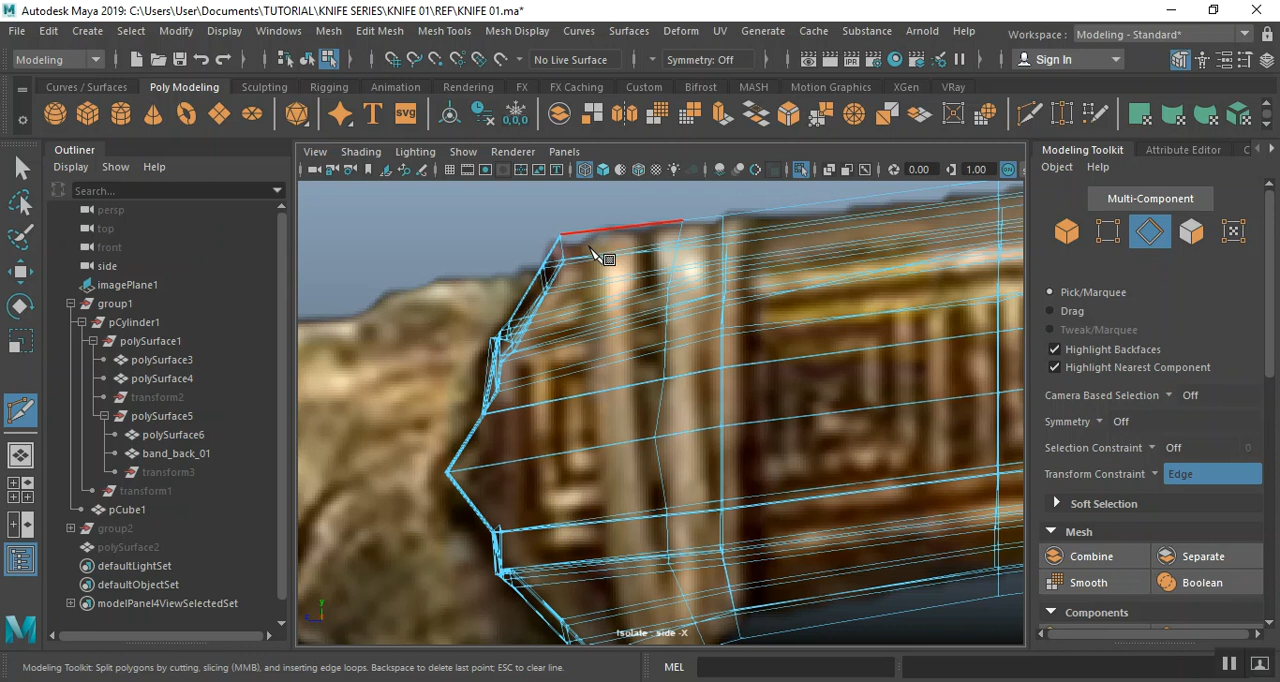 Autodesk Maya 2019: C:\Users\User\Documents\TUTORIAL\KNIFE SERIES\KNIFE 01\REF\KNIFE 01.ma*
File Edit Create Select Modify Display Windows Mesh Edit Mesh Mesh Tools Mesh Display Curves Surfaces Deform UV Generate Cache Substance Arnold Help Workspace : Modeling - Standard*
Modeling No Live Surface Symmetry: Off Sign In
Curves / Surfaces Poly Modeling Sculpting Rigging Animation Rendering FX FX Caching Custom Bifrost MASH Motion Graphics XGen VRay
T SVG 0,0,0
Outliner
Display Show Help
Search...
persp
top
front
side
imagePlane1
group1
pCylinder1
polySurface1
polySurface3
polySurface4
transform2
polySurface5
polySurface6
band_back_01
transform3
transform1
pCube1
group2
polySurface2
defaultLightSet
defaultObjectSet
modelPanel4ViewSelectedSet
View Shading Lighting Show Renderer Panels
0.00 1.00
y
Isolate : side -X
Modeling Toolkit Attribute Editor C
Object Help
Multi-Component
Pick/Marquee
Drag
Tweak/Marquee
Highlight Backfaces
Highlight Nearest Component
Camera Based Selection Off
Symmetry Off
Selection Constraint Off 0
Transform Constraint Edge
Soft Selection
Mesh
Combine Separate
Smooth Boolean
Components
Modeling Toolkit: Split polygons by cutting, slicing (MMB), and inserting edge loops. Backspace to delete last point; ESC to clear line. MEL